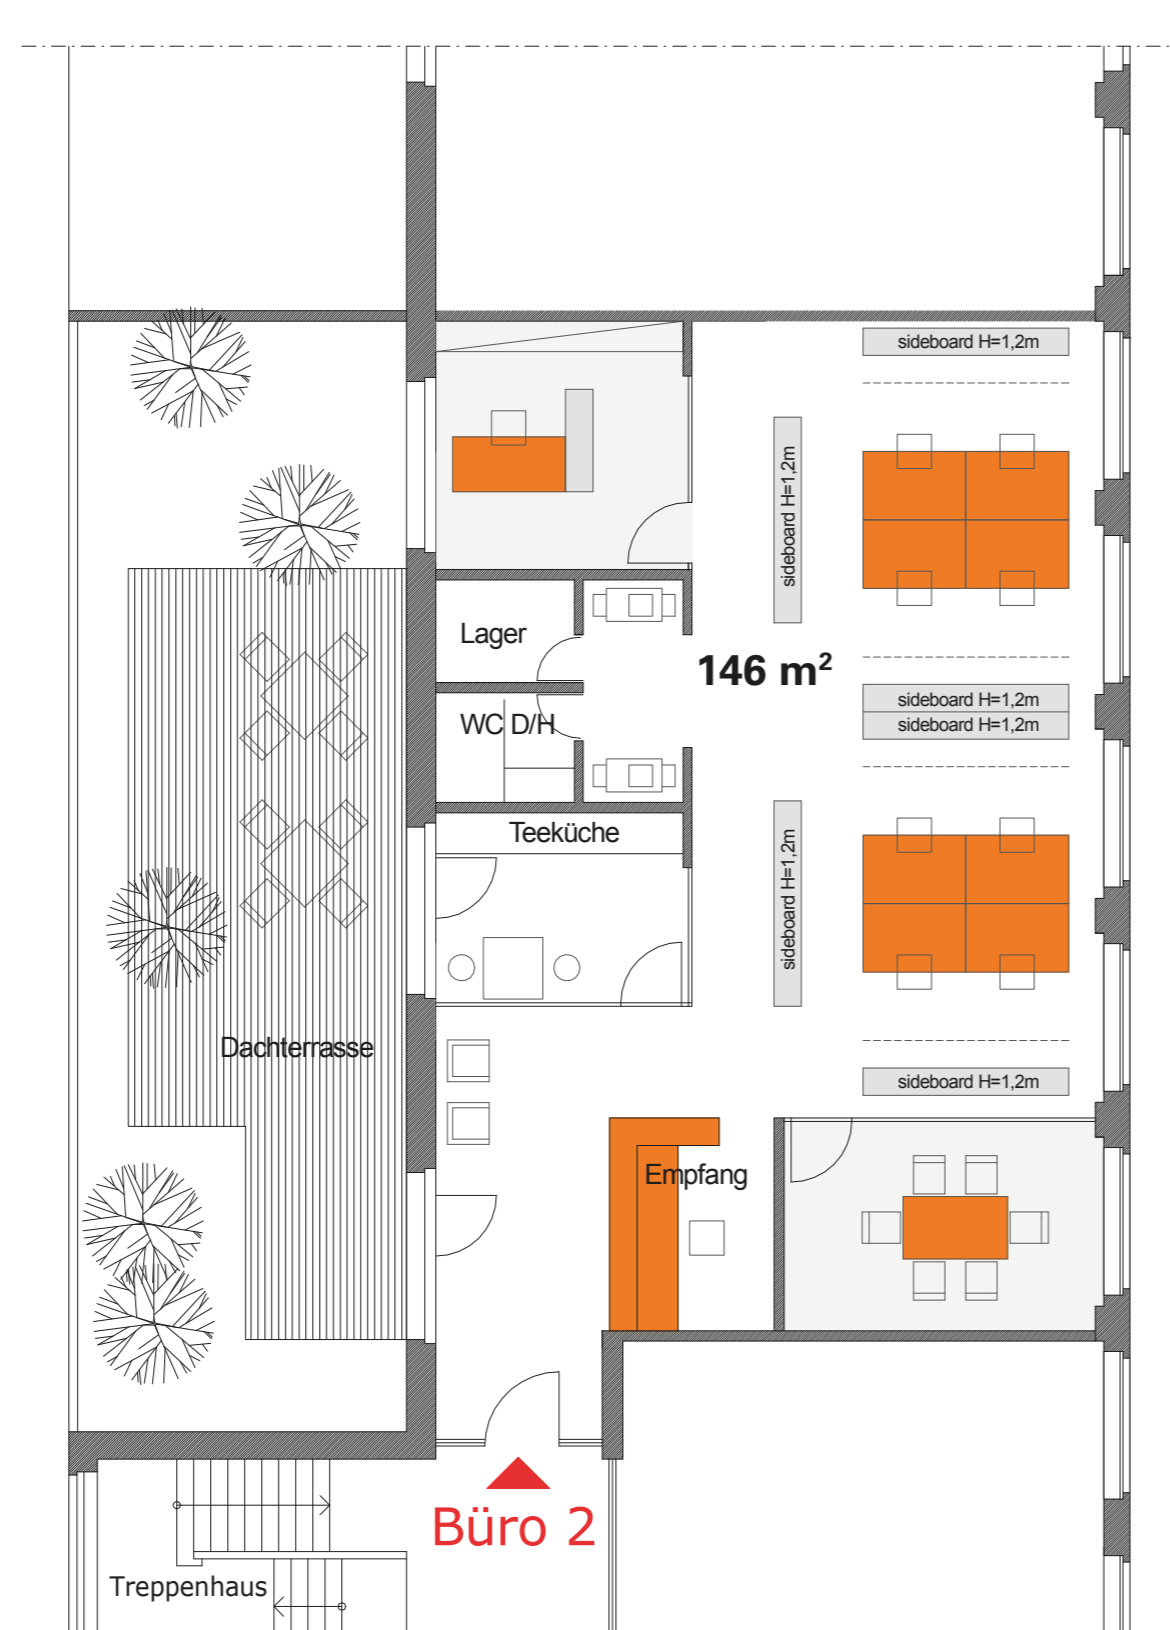 sideboard H=1,2m
sideboard H=1,2m
Lager
146 m²
sideboard H=1,2m
WC D/H
sideboard H=1,2m
Teeküche
sideboard H=1,2m
Dachterrasse
sideboard H=1,2m
Empfang
Büro 2
Treppenhaus